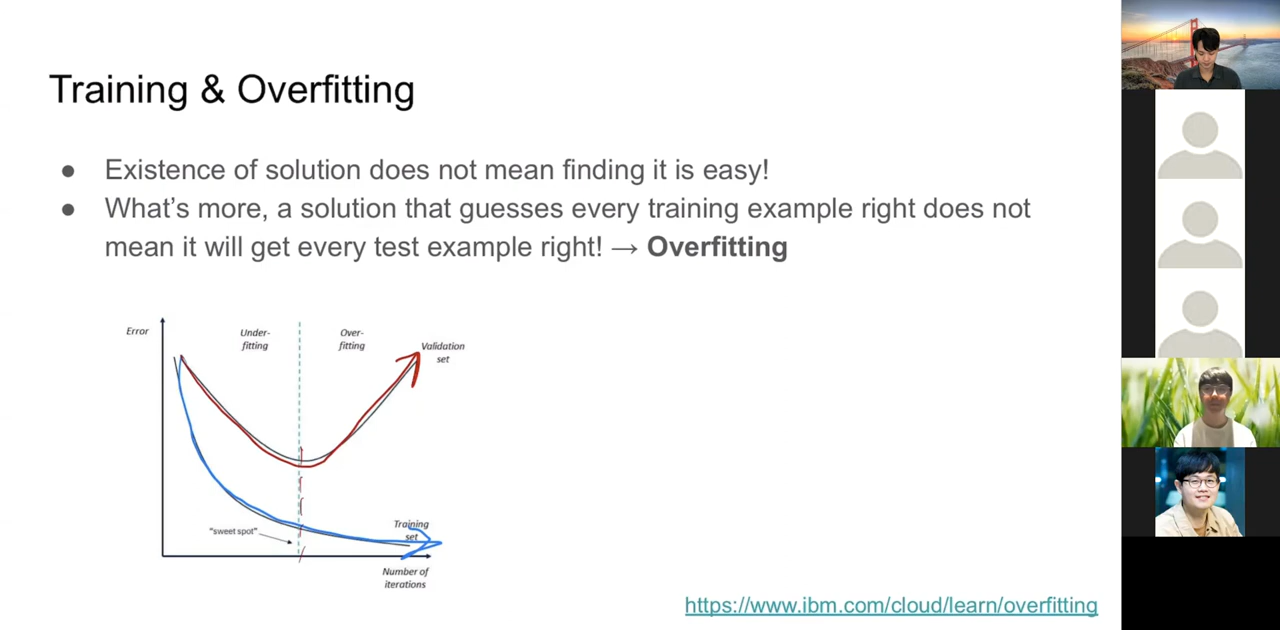 Training & Overfitting
● Existence of solution does not mean finding it is easy!
● What’s more, a solution that guesses every training example right does not
mean it will get every test example right! → Overfitting
Error
Under-
fitting
Over-
fitting
Validation
set
"sweet spot"
Training
set
Number of
iterations
https://www.ibm.com/cloud/learn/overfitting